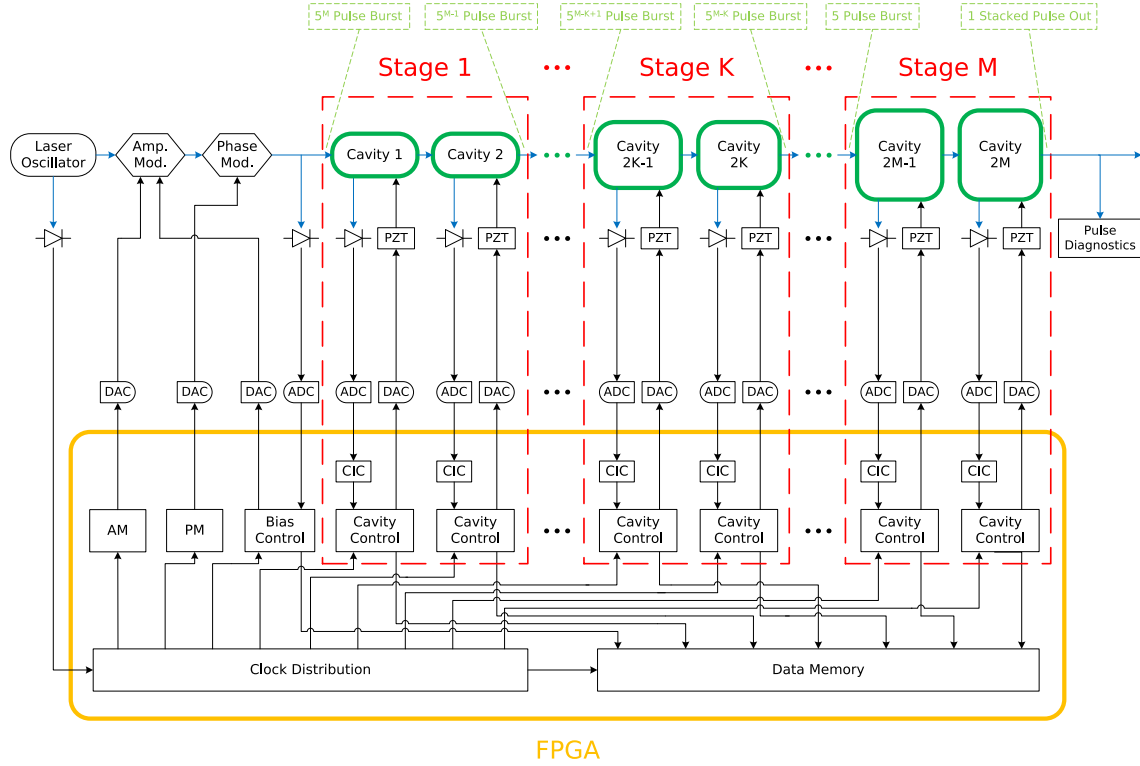 5ᴹ Pulse Burst 5ᴹ⁻¹ Pulse Burst 5ᴹ⁻ᴷ⁺¹ Pulse Burst 5ᴹ⁻ᴷ Pulse Burst 5 Pulse Burst 1 Stacked Pulse Out
Stage 1 ••• Stage K ••• Stage M
Laser
Oscillator
Amp.
Mod.
Phase
Mod.
Cavity 1
Cavity 2
•••
Cavity
2K-1
Cavity
2K
•••
Cavity
2M-1
Cavity
2M
PZT PZT ••• PZT PZT ••• PZT PZT
Pulse
Diagnostics
DAC DAC DAC ADC ADC DAC ADC DAC ••• ADC DAC ADC DAC ••• ADC DAC ADC DAC
CIC CIC CIC CIC CIC CIC
AM
PM
Bias
Control
Cavity
Control
Cavity
Control
•••
Cavity
Control
Cavity
Control
•••
Cavity
Control
Cavity
Control
Clock Distribution
Data Memory
FPGA